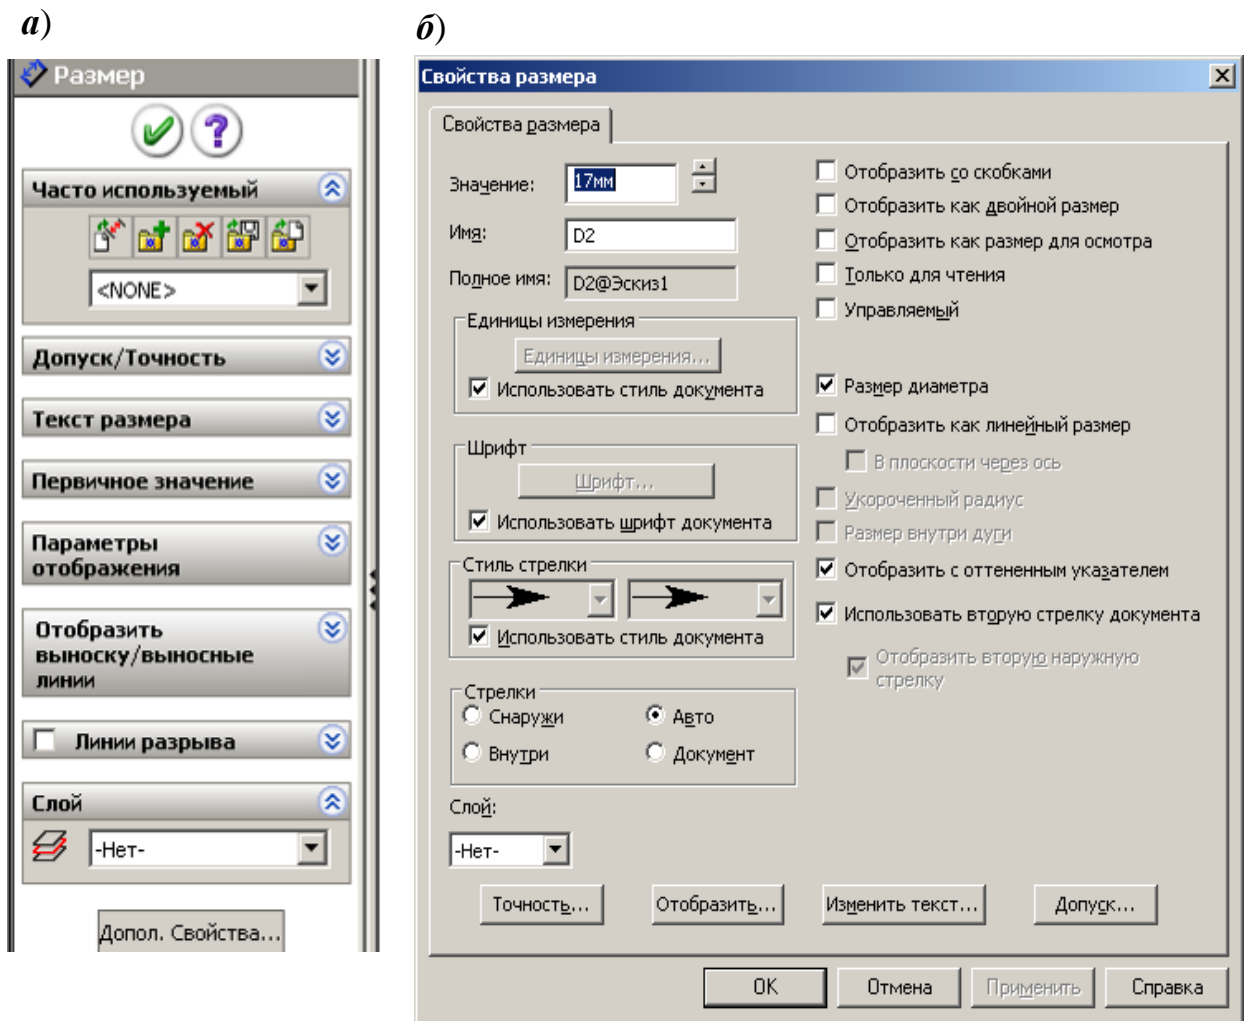 а)
Размер
Часто используемый
<NONE>
Допуск/Точность
Текст размера
Первичное значение
Параметры
отображения
Отобразить
выноску/выносные
линии
Линии разрыва
Слой
-Нет-
Допол. Свойства...
б)
Свойства размера
Свойства размера
Значение: 17мм
Имя: D2
Полное имя: D2@Эскиз1
Единицы измерения
Единицы измерения...
Использовать стиль документа
Шрифт
Шрифт...
Использовать шрифт документа
Стиль стрелки
Использовать стиль документа
Стрелки
Снаружи Авто
Внутри Документ
Слой:
-Нет-
Отобразить со скобками
Отобразить как двойной размер
Отобразить как размер для осмотра
Только для чтения
Управляемый
Размер диаметра
Отобразить как линейный размер
В плоскости через ось
Укороченный радиус
Размер внутри дуги
Отобразить с оттененным указателем
Использовать вторую стрелку документа
Отобразить вторую наружную
стрелку
Точность... Отобразить... Изменить текст... Допуск...
OK Отмена Применить Справка